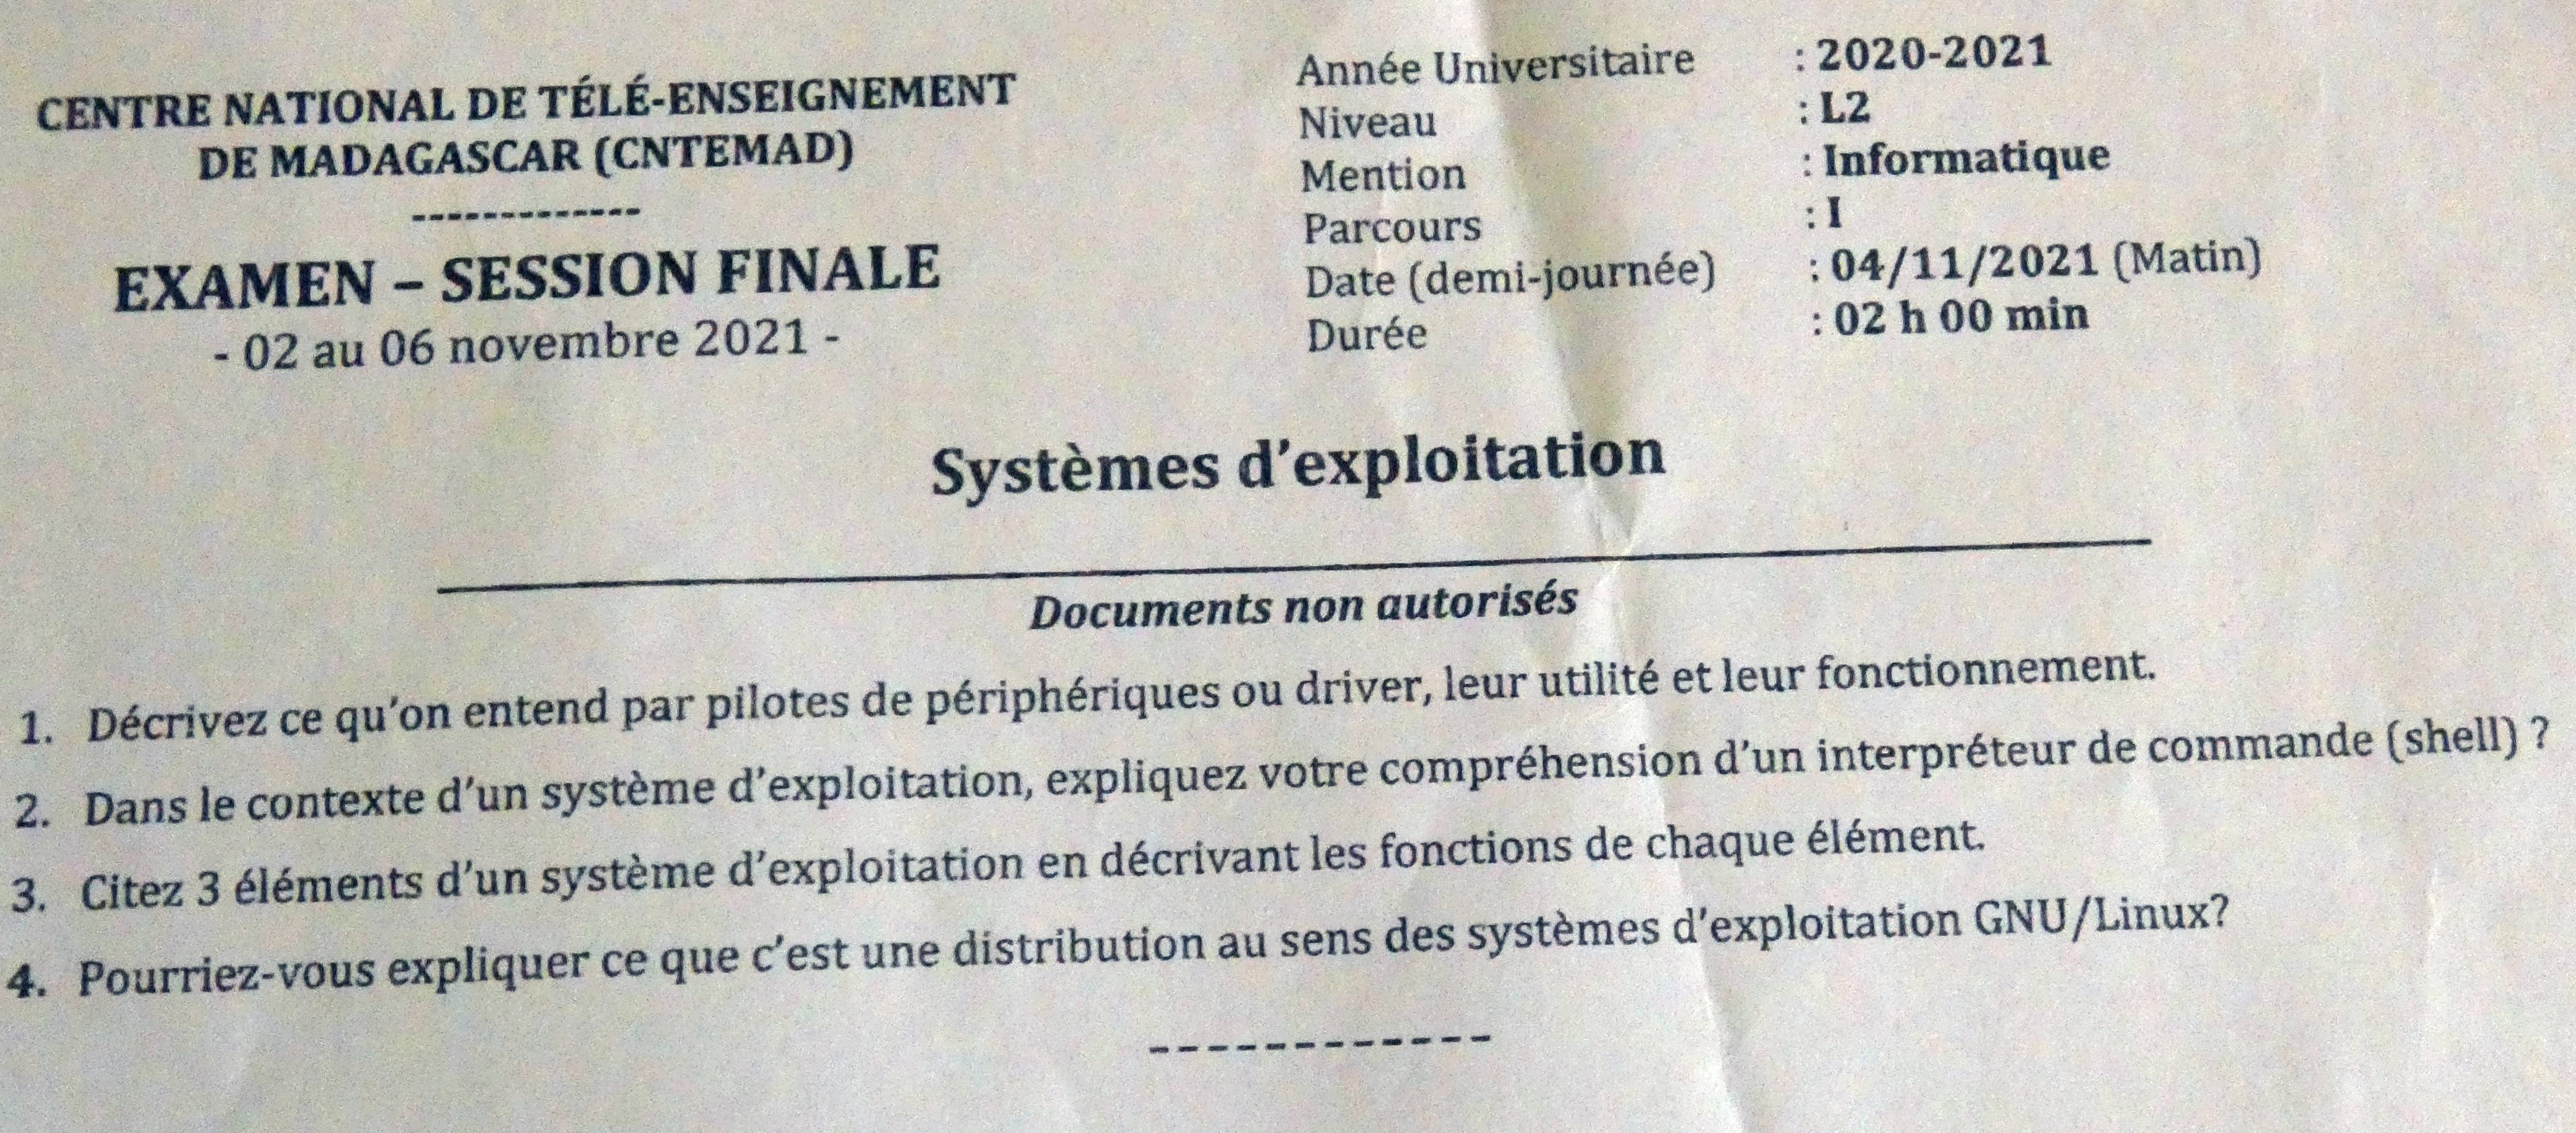 CENTRE NATIONAL DE TÉLÉ-ENSEIGNEMENT
DE MADAGASCAR (CNTEMAD)
-------------
EXAMEN – SESSION FINALE
- 02 au 06 novembre 2021 -
Année Universitaire : 2020-2021
Niveau : L2
Mention : Informatique
Parcours : I
Date (demi-journée) : 04/11/2021 (Matin)
Durée : 02 h 00 min
Systèmes d'exploitation
Documents non autorisés
1. Décrivez ce qu'on entend par pilotes de périphériques ou driver, leur utilité et leur fonctionnement.
2. Dans le contexte d'un système d'exploitation, expliquez votre compréhension d'un interpréteur de commande (shell) ?
3. Citez 3 éléments d'un système d'exploitation en décrivant les fonctions de chaque élément.
4. Pourriez-vous expliquer ce que c'est une distribution au sens des systèmes d'exploitation GNU/Linux?
------------